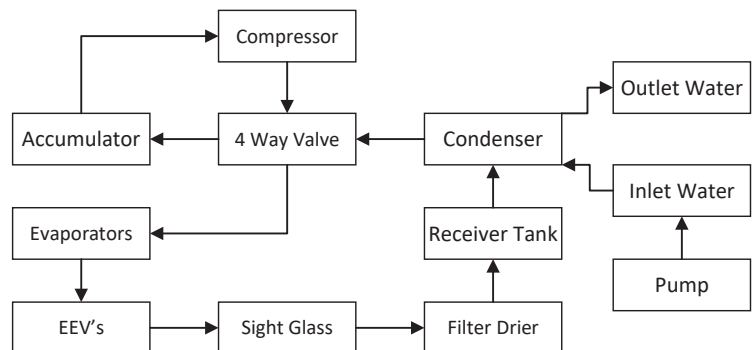 Compressor
Outlet Water
Accumulator
4 Way Valve
Condenser
Inlet Water
Evaporators
Receiver Tank
Pump
EEV's
Sight Glass
Filter Drier